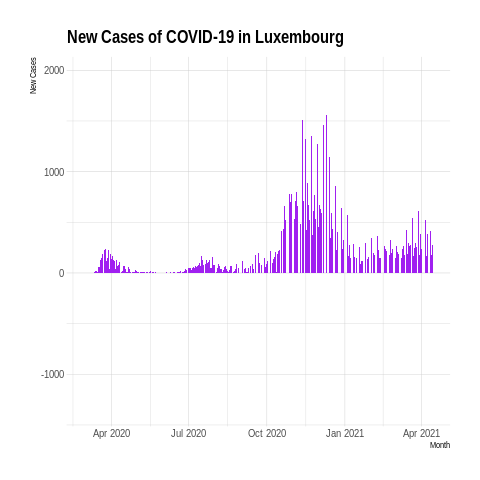 New Cases of COVID-19 in Luxembourg
New Cases
2000
1000
0
-1000
Apr 2020 Jul 2020 Oct 2020 Jan 2021 Apr 2021
Month